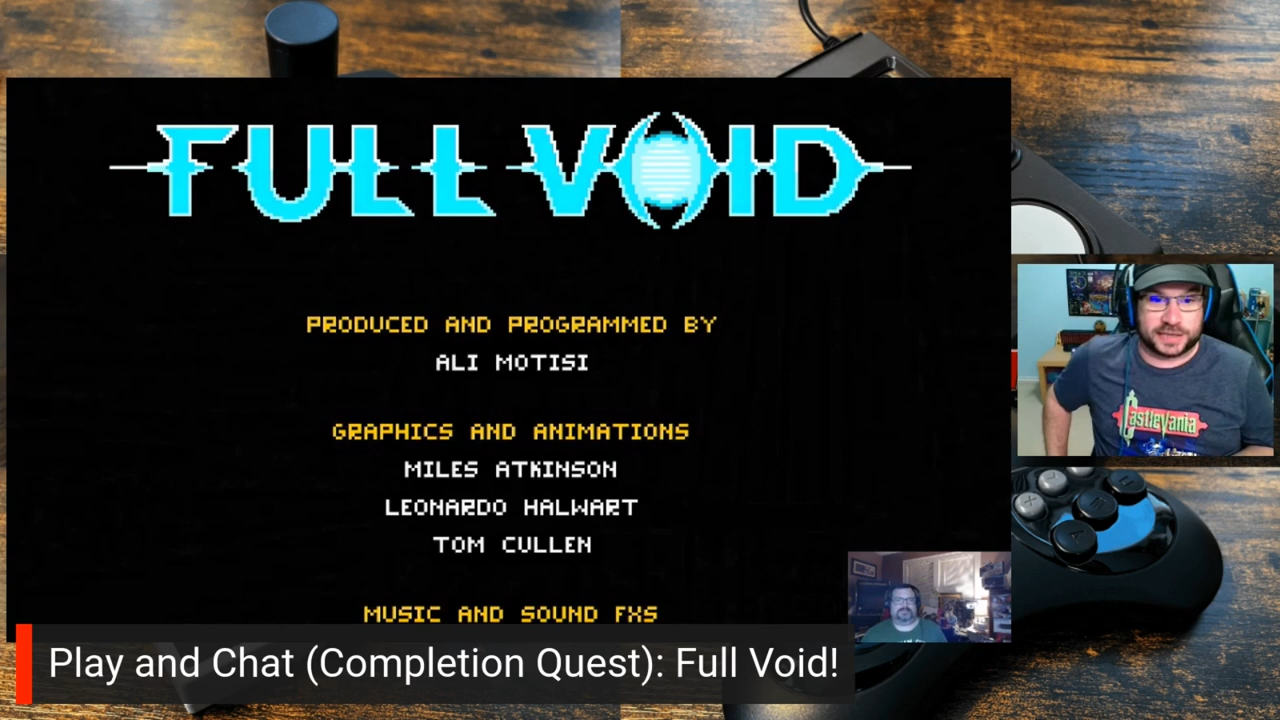 FULL VOID
PRODUCED AND PROGRAMMED BY
ALI MOTISI
GRAPHICS AND ANIMATIONS
MILES ATKINSON
LEONARDO HALWART
TOM CULLEN
MUSIC AND SOUND FXS
Castlevania
X
A
Play and Chat (Completion Quest): Full Void!